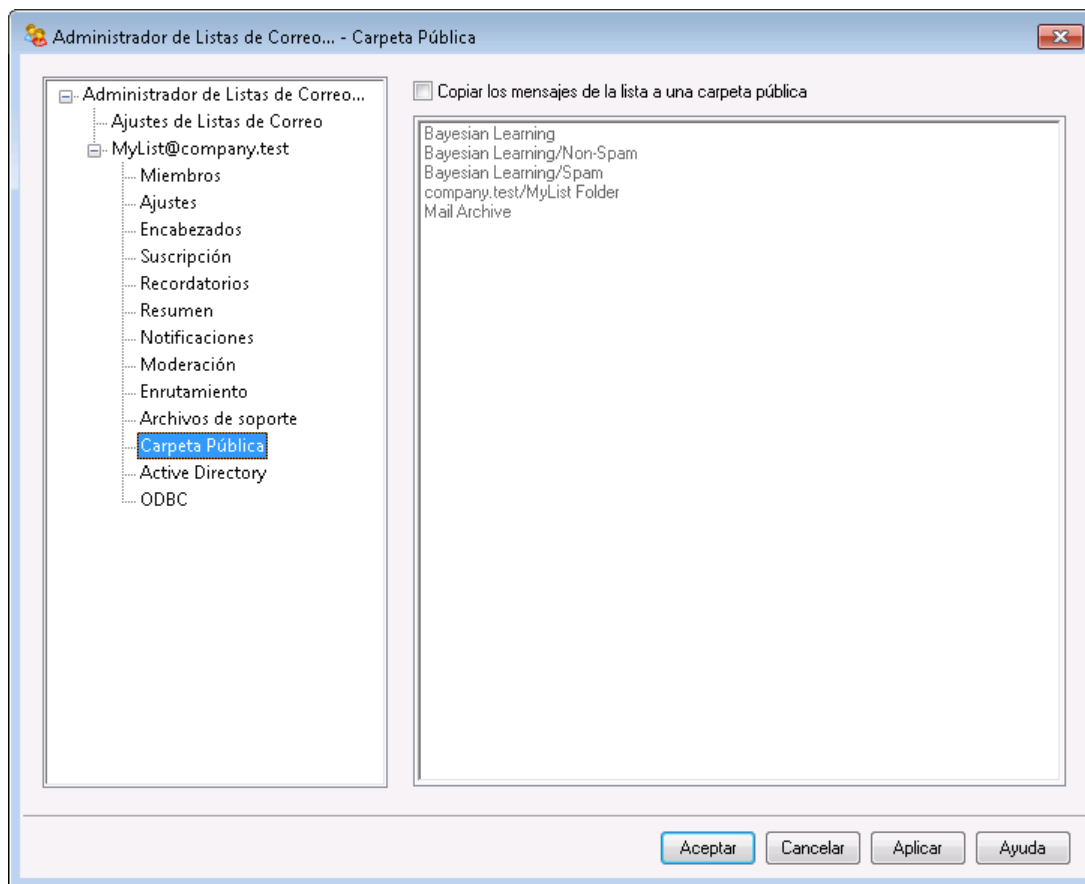 Administrador de Listas de Correo... - Carpeta Pública
Administrador de Listas de Correo...
Ajustes de Listas de Correo
MyList@company.test
Miembros
Ajustes
Encabezados
Suscripción
Recordatorios
Resumen
Notificaciones
Moderación
Enrutamiento
Archivos de soporte
Carpeta Pública
Active Directory
ODBC
Copiar los mensajes de la lista a una carpeta pública
Bayesian Learning
Bayesian Learning/Non-Spam
Bayesian Learning/Spam
company.test/MyList Folder
Mail Archive
Aceptar
Cancelar
Aplicar
Ayuda